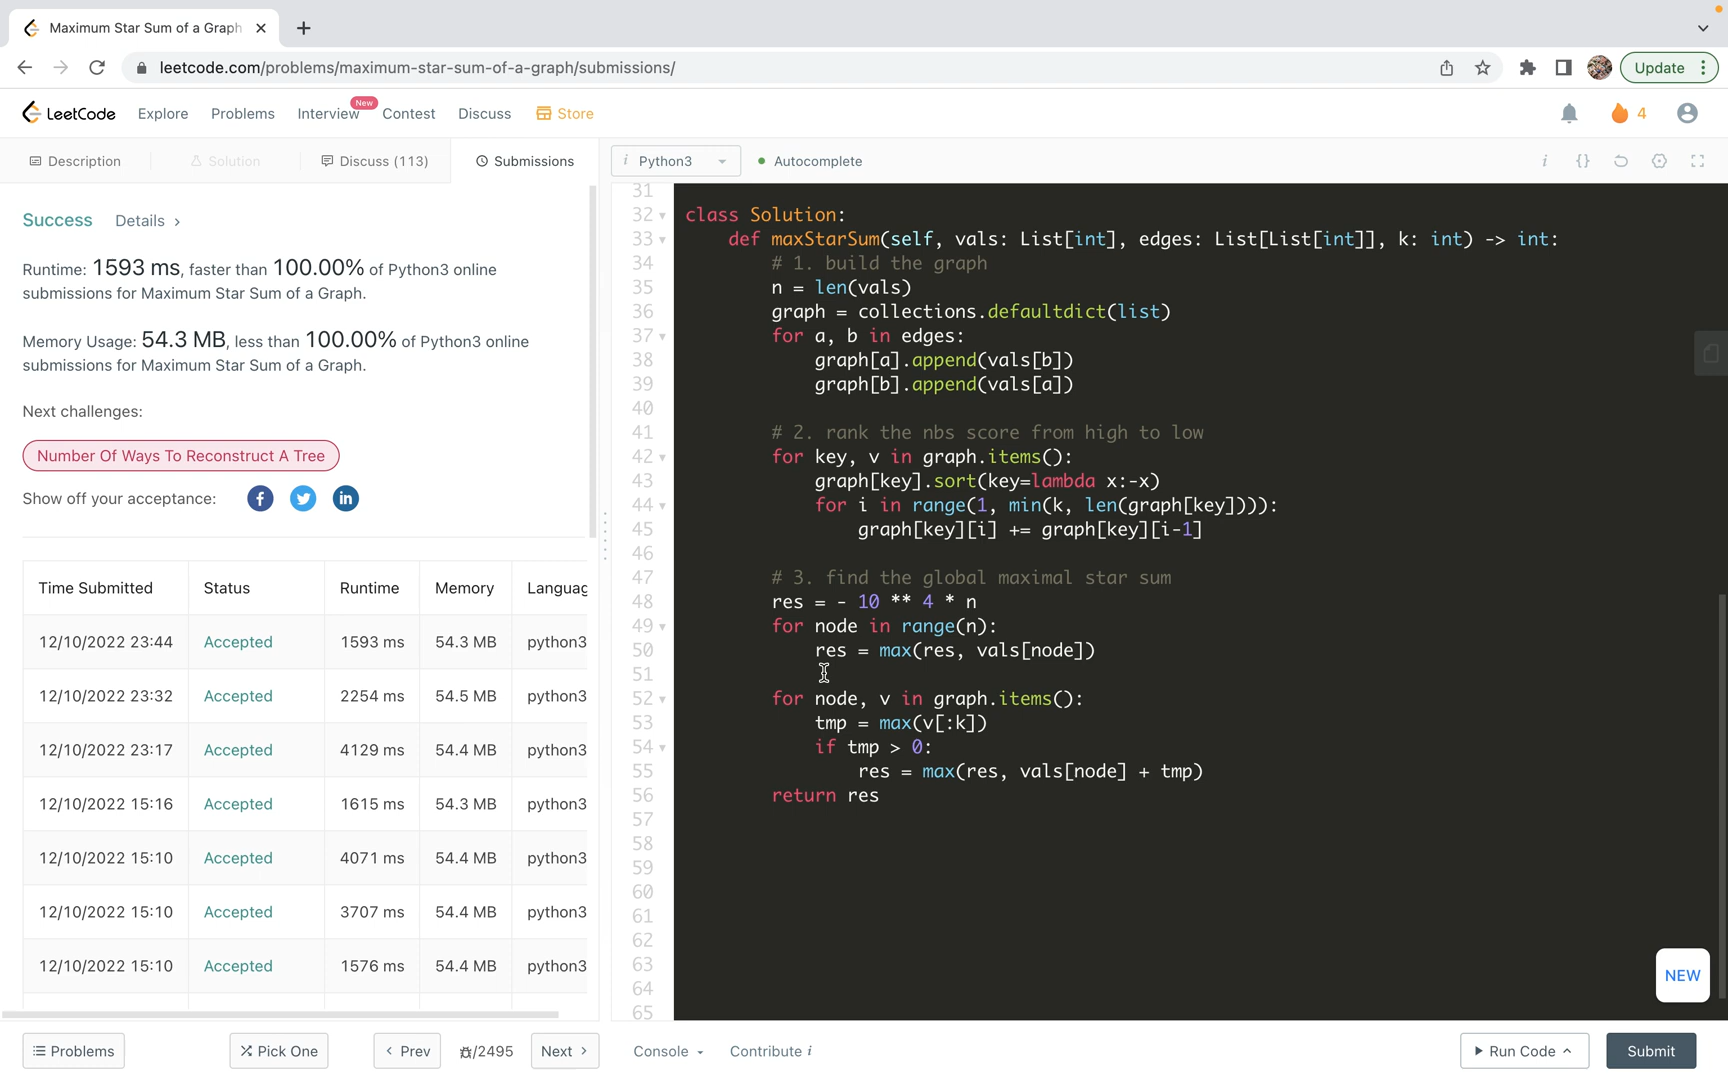 Maximum Star Sum of a Graph
leetcode.com/problems/maximum-star-sum-of-a-graph/submissions/
Update
LeetCode
Explore
Problems
Interview
New
Contest
Discuss
Store
4
Description
Solution
Discuss (113)
Submissions
i Python3
Autocomplete
i
{}
Success
Details >
Runtime: 1593 ms, faster than 100.00% of Python3 online
submissions for Maximum Star Sum of a Graph.
Memory Usage: 54.3 MB, less than 100.00% of Python3 online
submissions for Maximum Star Sum of a Graph.
Next challenges:
Number Of Ways To Reconstruct A Tree
Show off your acceptance:
Time Submitted Status Runtime Memory Languag
12/10/2022 23:44 Accepted 1593 ms 54.3 MB python3
12/10/2022 23:32 Accepted 2254 ms 54.5 MB python3
12/10/2022 23:17 Accepted 4129 ms 54.4 MB python3
12/10/2022 15:16 Accepted 1615 ms 54.3 MB python3
12/10/2022 15:10 Accepted 4071 ms 54.4 MB python3
12/10/2022 15:10 Accepted 3707 ms 54.4 MB python3
12/10/2022 15:10 Accepted 1576 ms 54.4 MB python3
31
32 class Solution:
33 def maxStarSum(self, vals: List[int], edges: List[List[int]], k: int) -> int:
34 # 1. build the graph
35 n = len(vals)
36 graph = collections.defaultdict(list)
37 for a, b in edges:
38 graph[a].append(vals[b])
39 graph[b].append(vals[a])
40
41 # 2. rank the nbs score from high to low
42 for key, v in graph.items():
43 graph[key].sort(key=lambda x:-x)
44 for i in range(1, min(k, len(graph[key]))):
45 graph[key][i] += graph[key][i-1]
46
47 # 3. find the global maximal star sum
48 res = - 10 ** 4 * n
49 for node in range(n):
50 res = max(res, vals[node])
51
52 for node, v in graph.items():
53 tmp = max(v[:k])
54 if tmp > 0:
55 res = max(res, vals[node] + tmp)
56 return res
57
58
59
60
61
62
63
64
65
NEW
Problems
Pick One
< Prev
/2495
Next >
Console
Contribute i
Run Code
Submit